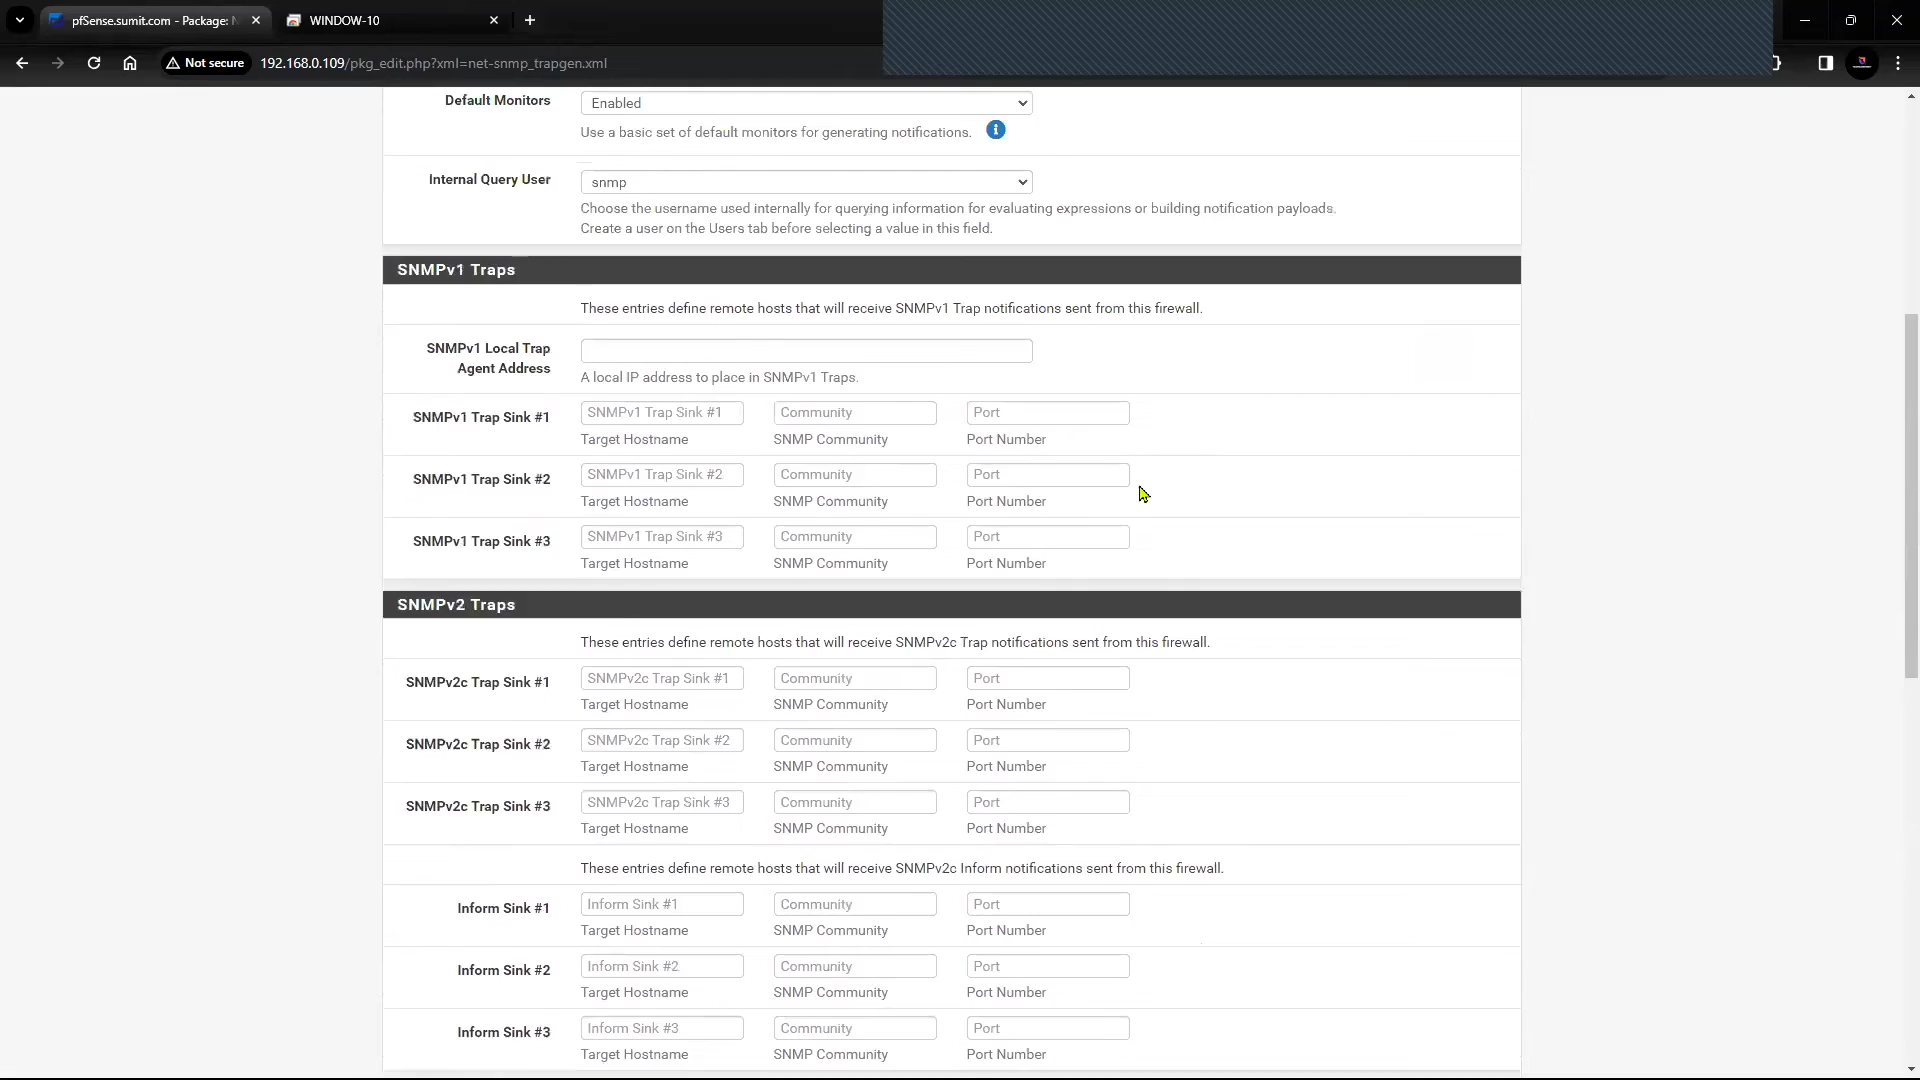 pfSense.sumit.com - Package:
WINDOW-10
Not secure
192.168.0.109/pkg_edit.php?xml=net-snmp_trapgen.xml
Default Monitors
Enabled
Use a basic set of default monitors for generating notifications.
Internal Query User
snmp
Choose the username used internally for querying information for evaluating expressions or building notification payloads.
Create a user on the Users tab before selecting a value in this field.
SNMPv1 Traps
These entries define remote hosts that will receive SNMPv1 Trap notifications sent from this firewall.
SNMPv1 Local Trap
Agent Address
A local IP address to place in SNMPv1 Traps.
SNMPv1 Trap Sink #1
SNMPv1 Trap Sink #1 Community Port
Target Hostname SNMP Community Port Number
SNMPv1 Trap Sink #2
SNMPv1 Trap Sink #2 Community Port
Target Hostname SNMP Community Port Number
SNMPv1 Trap Sink #3
SNMPv1 Trap Sink #3 Community Port
Target Hostname SNMP Community Port Number
SNMPv2 Traps
These entries define remote hosts that will receive SNMPv2c Trap notifications sent from this firewall.
SNMPv2c Trap Sink #1
SNMPv2c Trap Sink #1 Community Port
Target Hostname SNMP Community Port Number
SNMPv2c Trap Sink #2
SNMPv2c Trap Sink #2 Community Port
Target Hostname SNMP Community Port Number
SNMPv2c Trap Sink #3
SNMPv2c Trap Sink #3 Community Port
Target Hostname SNMP Community Port Number
These entries define remote hosts that will receive SNMPv2c Inform notifications sent from this firewall.
Inform Sink #1
Inform Sink #1 Community Port
Target Hostname SNMP Community Port Number
Inform Sink #2
Inform Sink #2 Community Port
Target Hostname SNMP Community Port Number
Inform Sink #3
Inform Sink #3 Community Port
Target Hostname SNMP Community Port Number